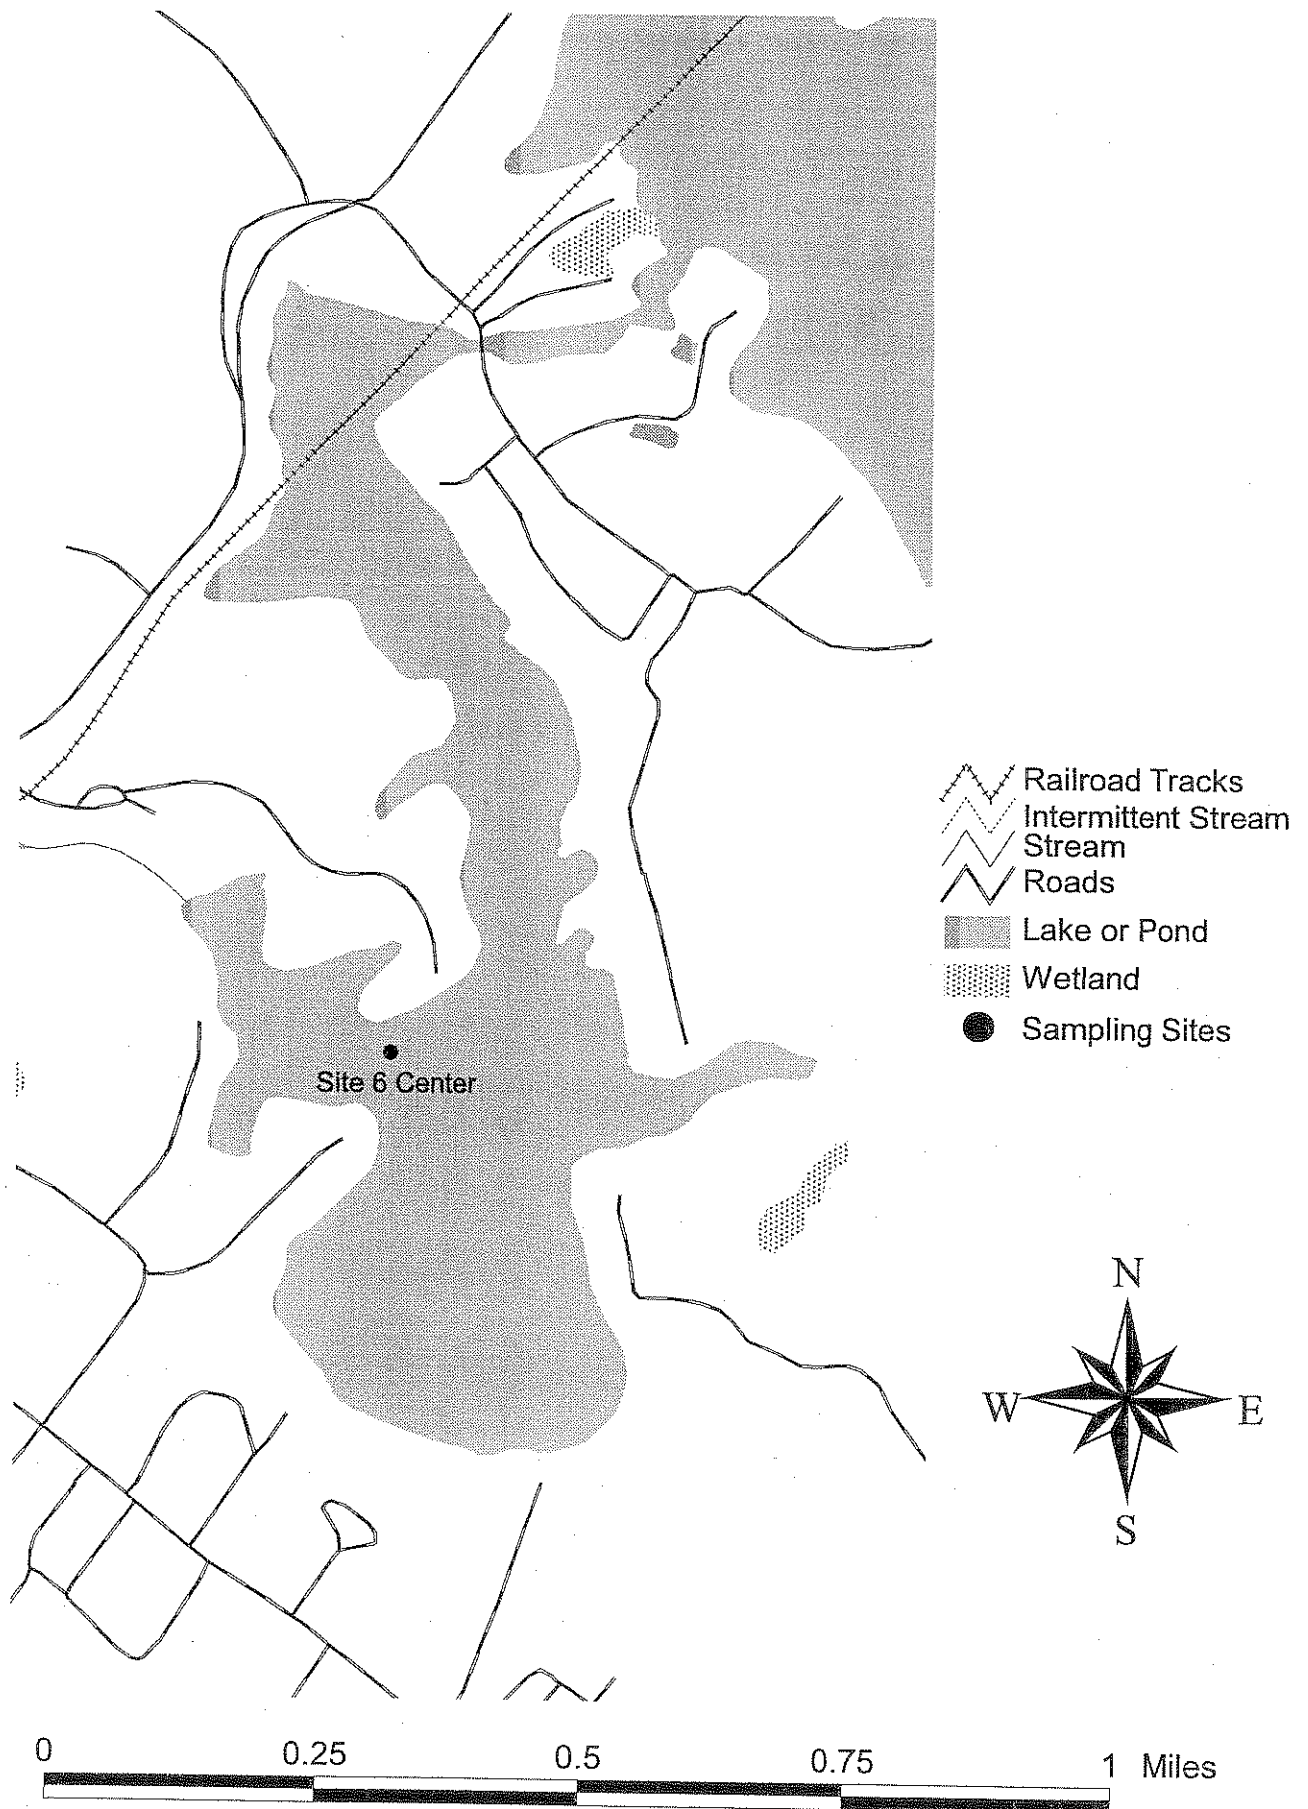 Railroad Tracks
Intermittent Stream
Stream
Roads
Lake or Pond
Wetland
Sampling Sites
Site 6 Center
N
W E
S
0 0.25 0.5 0.75 1 Miles